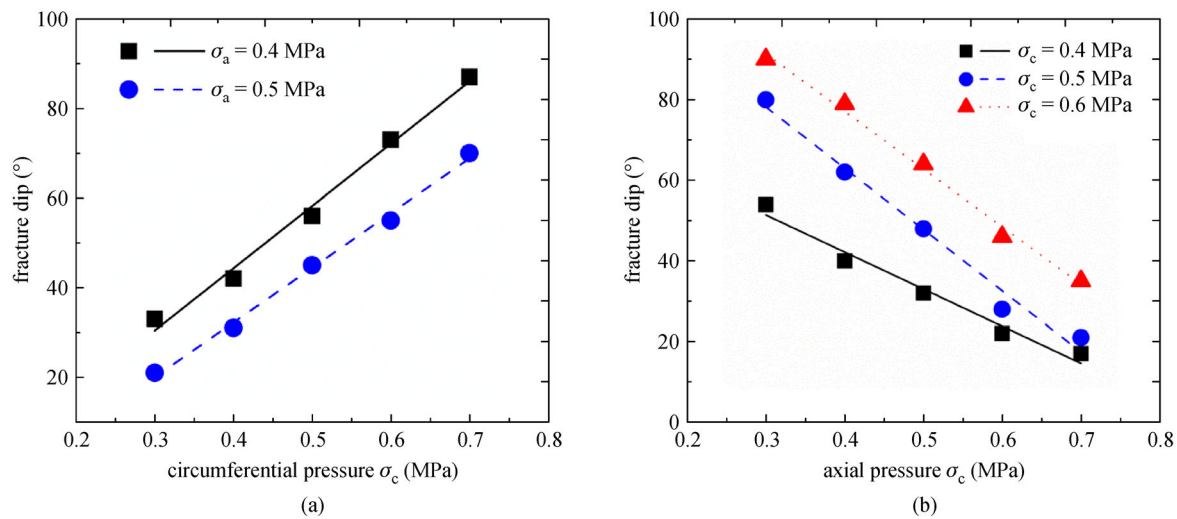 100
80
60
40
20
0.2 0.3 0.4 0.5 0.6 0.7 0.8
fracture dip (°)
circumferential pressure σc (MPa)
σa = 0.4 MPa
σa = 0.5 MPa
(a)
100
80
60
40
20
0
0.2 0.3 0.4 0.5 0.6 0.7 0.8
fracture dip (°)
axial pressure σc (MPa)
σc = 0.4 MPa
σc = 0.5 MPa
σc = 0.6 MPa
(b)